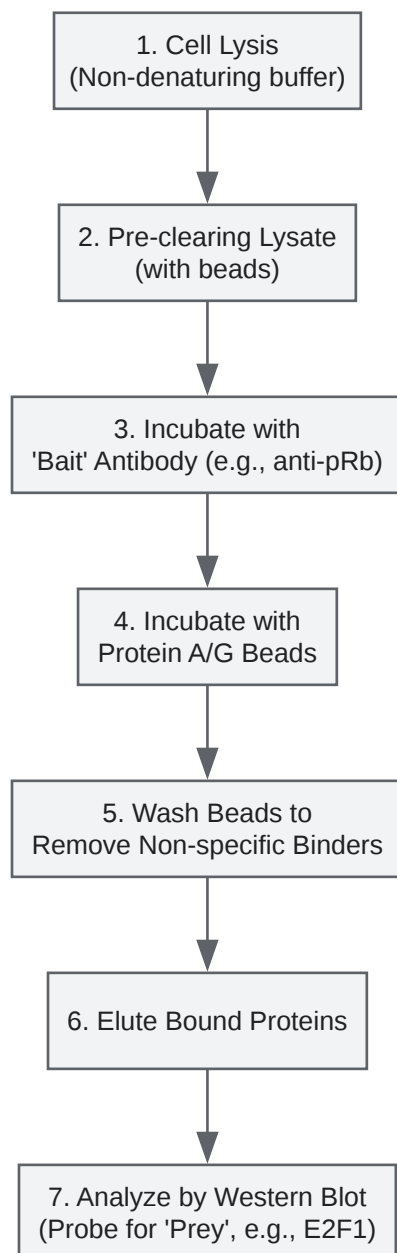 1. Cell Lysis
(Non-denaturing buffer)
2. Pre-clearing Lysate
(with beads)
3. Incubate with
'Bait' Antibody (e.g., anti-pRb)
4. Incubate with
Protein A/G Beads
5. Wash Beads to
Remove Non-specific Binders
6. Elute Bound Proteins
7. Analyze by Western Blot
(Probe for 'Prey', e.g., E2F1)